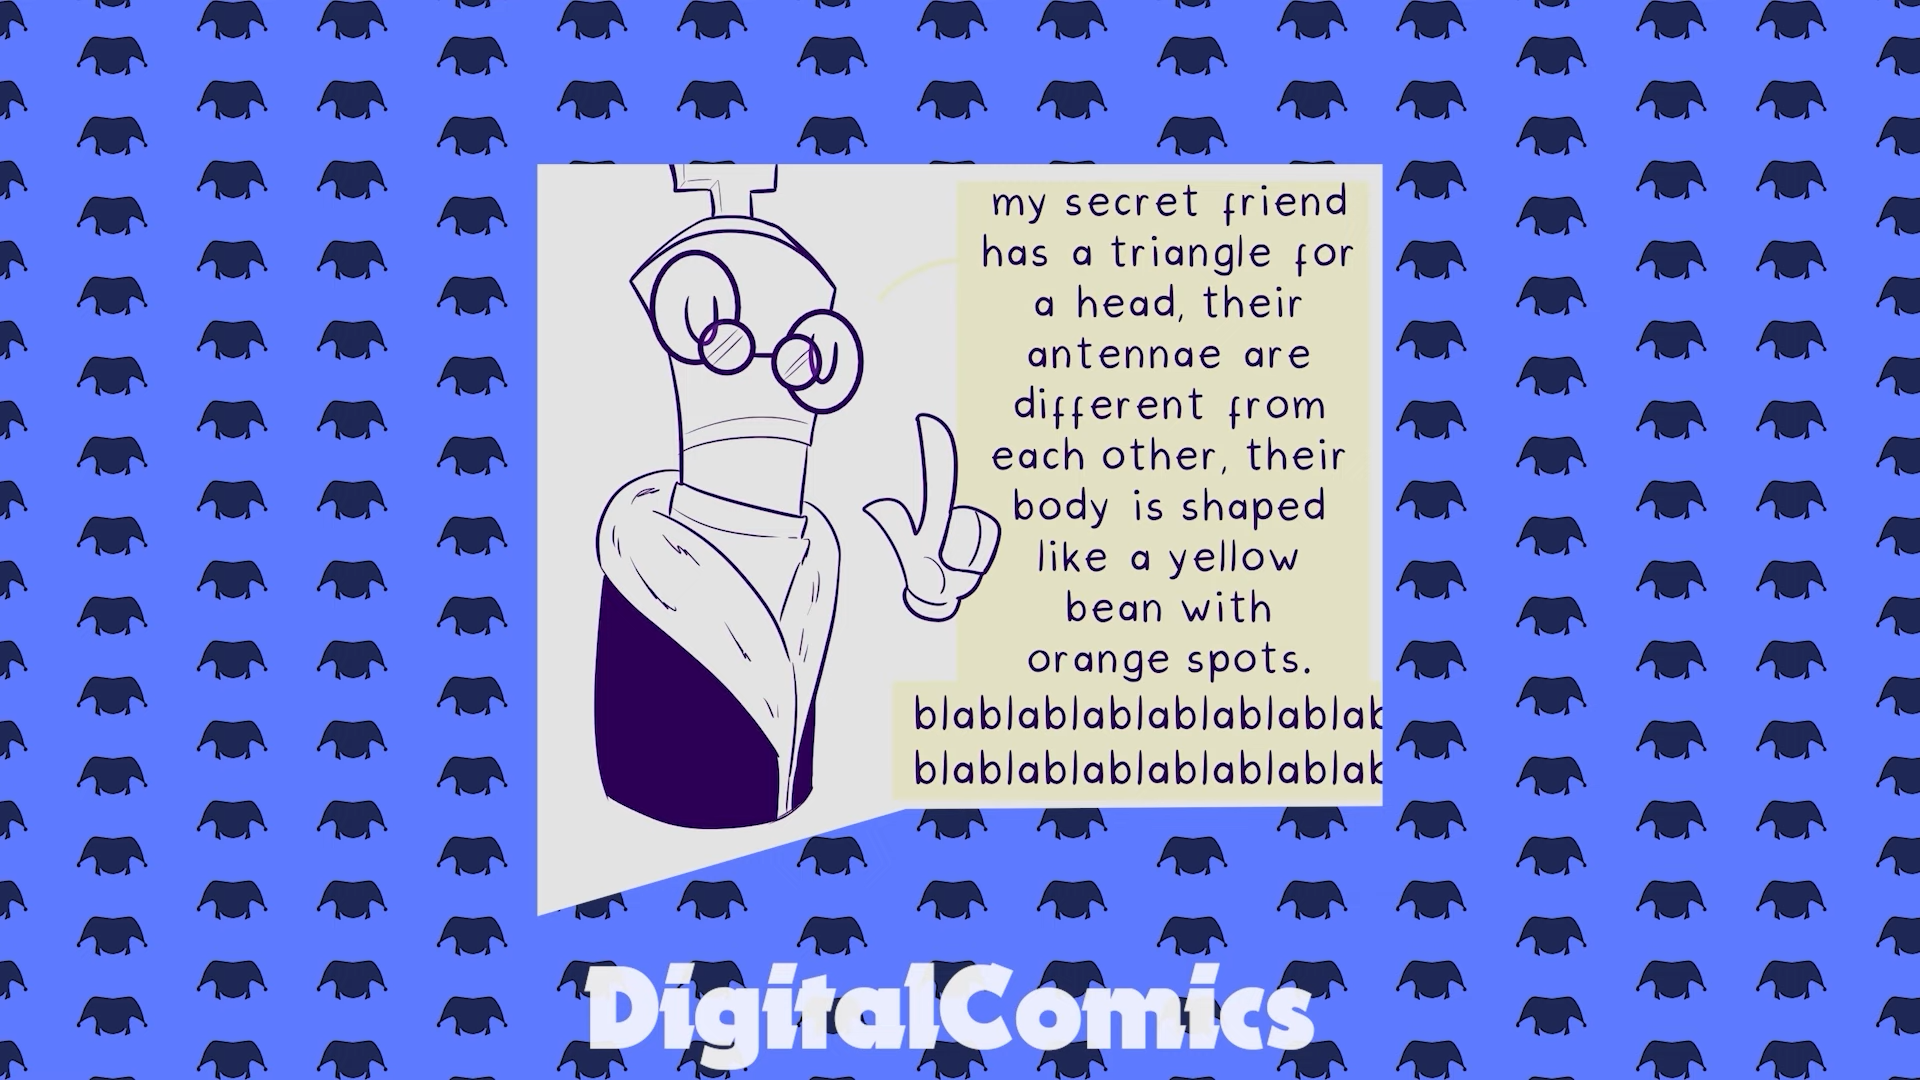 my secret friend
has a triangle for
a head, their
antennae are
different from
each other, their
body is shaped
like a yellow
bean with
orange spots.
blablablablablablablab
blablablablablablablab
DigitalComics